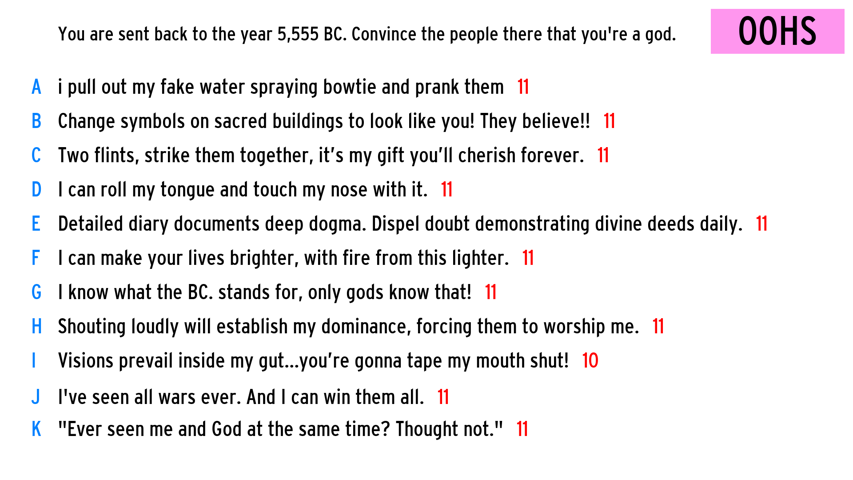 You are sent back to the year 5,555 BC. Convince the people there that you're a god.
OOHS
A i pull out my fake water spraying bowtie and prank them 11
B Change symbols on sacred buildings to look like you! They believe!! 11
C Two flints, strike them together, it’s my gift you’ll cherish forever. 11
D I can roll my tongue and touch my nose with it. 11
E Detailed diary documents deep dogma. Dispel doubt demonstrating divine deeds daily. 11
F I can make your lives brighter, with fire from this lighter. 11
G I know what the BC. stands for, only gods know that! 11
H Shouting loudly will establish my dominance, forcing them to worship me. 11
I Visions prevail inside my gut...you’re gonna tape my mouth shut! 10
J I've seen all wars ever. And I can win them all. 11
K "Ever seen me and God at the same time? Thought not." 11